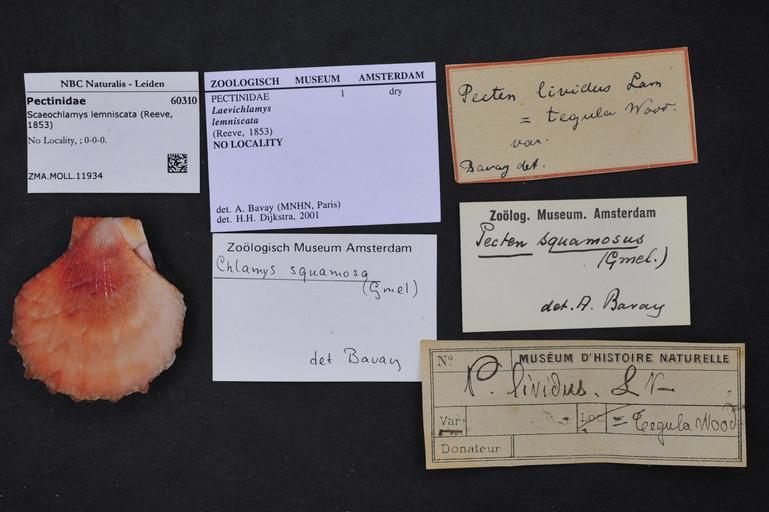 NBC Naturalis - Leiden
Pectinidae 60310
Scaeochlamys lemniscata (Reeve,
1853)
No Locality, ; 0-0-0.
ZMA.MOLL.11934
ZOOLOGISCH MUSEUM AMSTERDAM
PECTINIDAE 1 dry
Laevichlamys
lemniscata
(Reeve, 1853)
NO LOCALITY
det. A. Bavay (MNHN, Paris)
det. H.H. Dijkstra, 2001
Pecten lividus Lam
= tegula Wood.
var.
Bavay det.
Zoölog. Museum. Amsterdam
Pecten squamosus
(Gmel.)
det. A. Bavay
Zoölogisch Museum Amsterdam
Chlamys squamosa
(Gmel)
det Bavay
No. MUSÉUM D'HISTOIRE NATURELLE
P. lividus.
Var.
Loc. = tegula Wood
Donateur